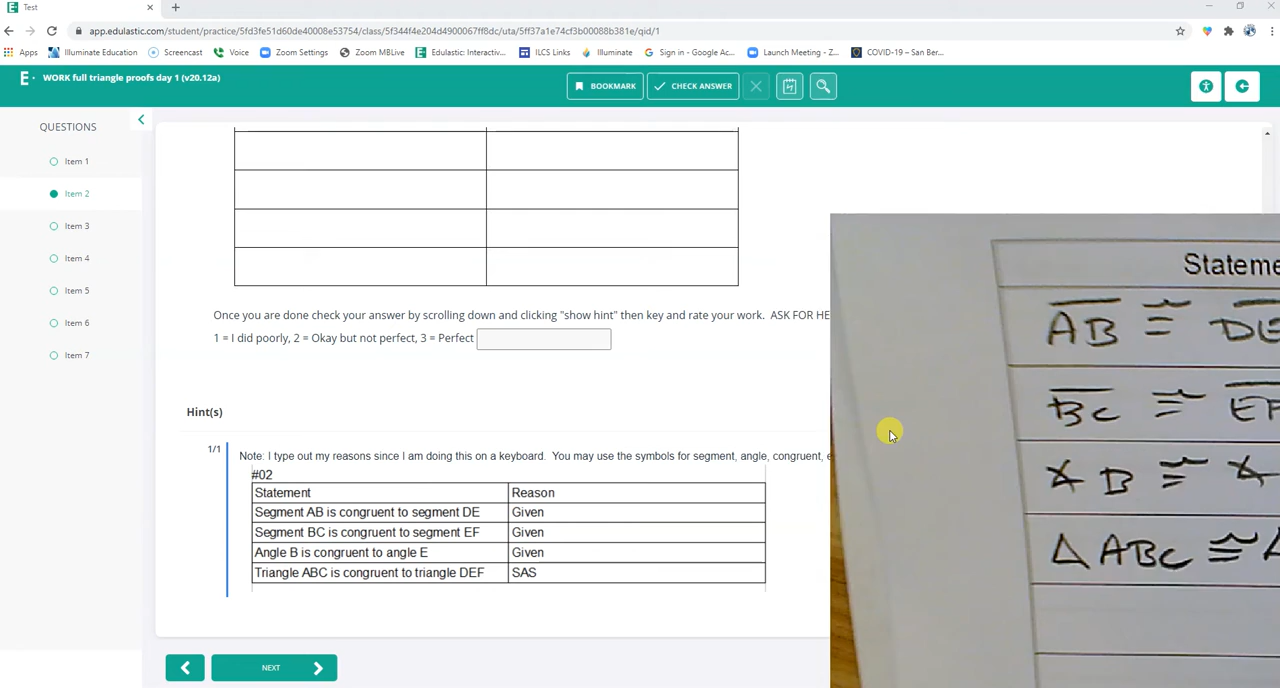 Test
edulastic.com/student/practice/5fd3fe51d60de40008e53754/class/5f344f4e204d4900067ff8dc/uta/5ff37a1e74cf3b00088b381e/qid/1
Apps Illuminate Education Screencast Voice Zoom Settings Zoom MBLive Edulastic: Interactiv... ILCS Links Illuminate Sign in - Google Ac... Launch Meeting - Z... COVID-19 – San Ber...
E WORK full triangle proofs day 1 (v20.12a)
BOOKMARK
CHECK ANSWER
QUESTIONS
Item 1
Item 2
Item 3
Item 4
Item 5
Item 6
Item 7
Once you are done check your answer by scrolling down and clicking "show hint" then key and rate your work. ASK FOR HE
1 = I did poorly, 2 = Okay but not perfect, 3 = Perfect
Hint(s)
1/1
Note: I type out my reasons since I am doing this on a keyboard. You may use the symbols for segment, angle, congruent, e
#02
Statement Reason
Segment AB is congruent to segment DE Given
Segment BC is congruent to segment EF Given
Angle B is congruent to angle E Given
Triangle ABC is congruent to triangle DEF SAS
NEXT
Stateme
AB ≅ DE
BC ≅ EF
∡ B ≅ ∡
△ ABC ≅ △